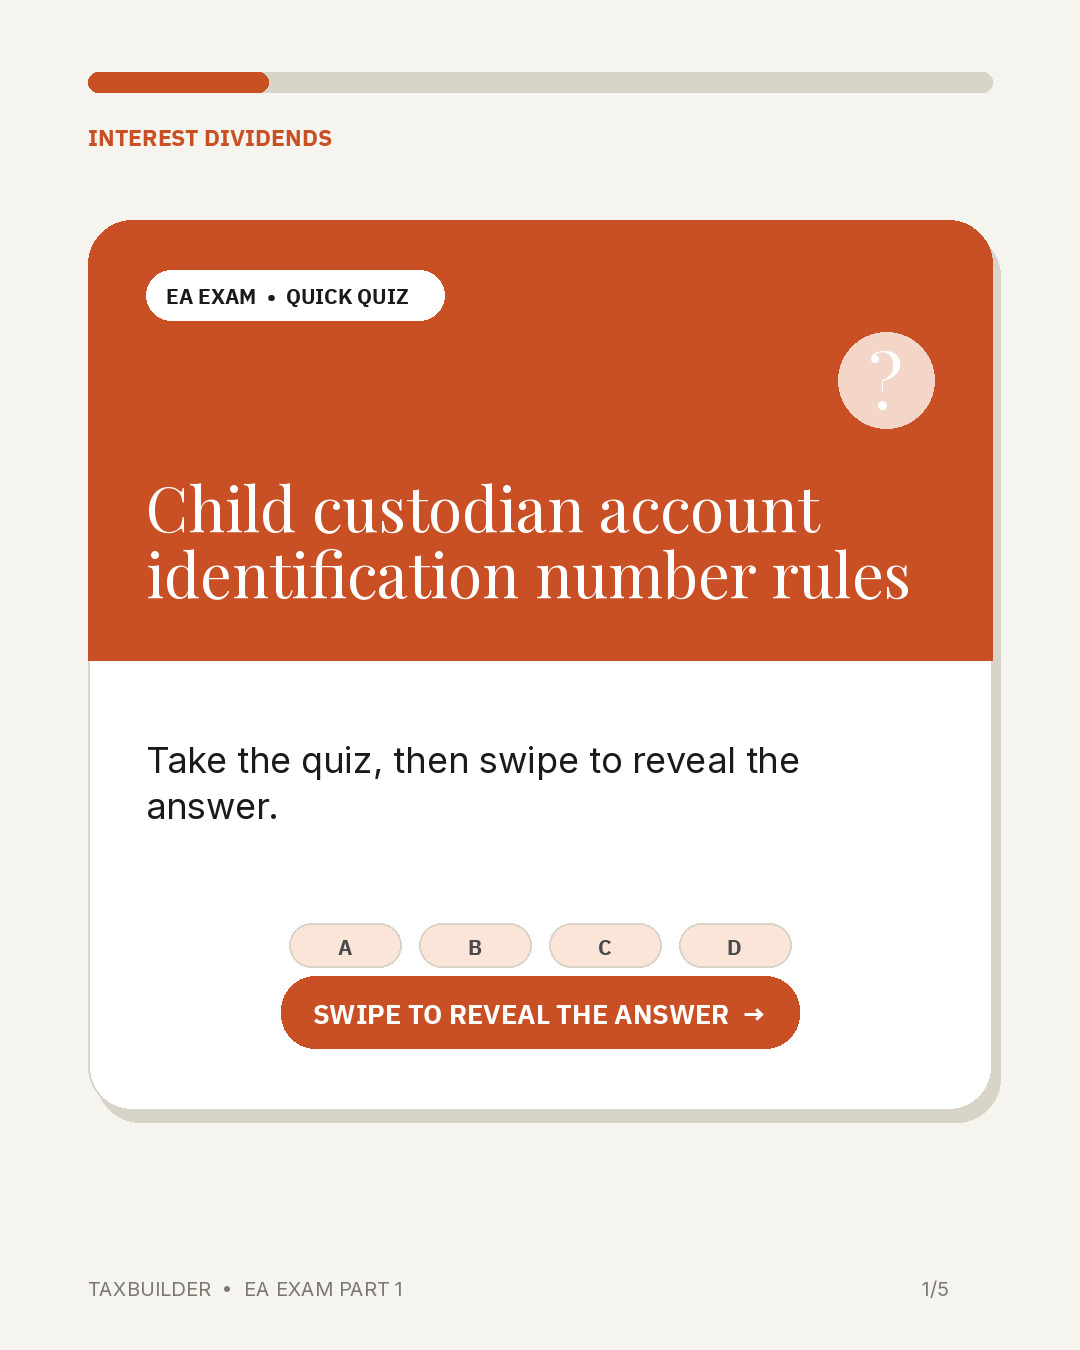 INTEREST DIVIDENDS
EA EXAM • QUICK QUIZ
?
Child custodian account
identification number rules
Take the quiz, then swipe to reveal the
answer.
A B C D
SWIPE TO REVEAL THE ANSWER →
TAXBUILDER • EA EXAM PART 1 1/5